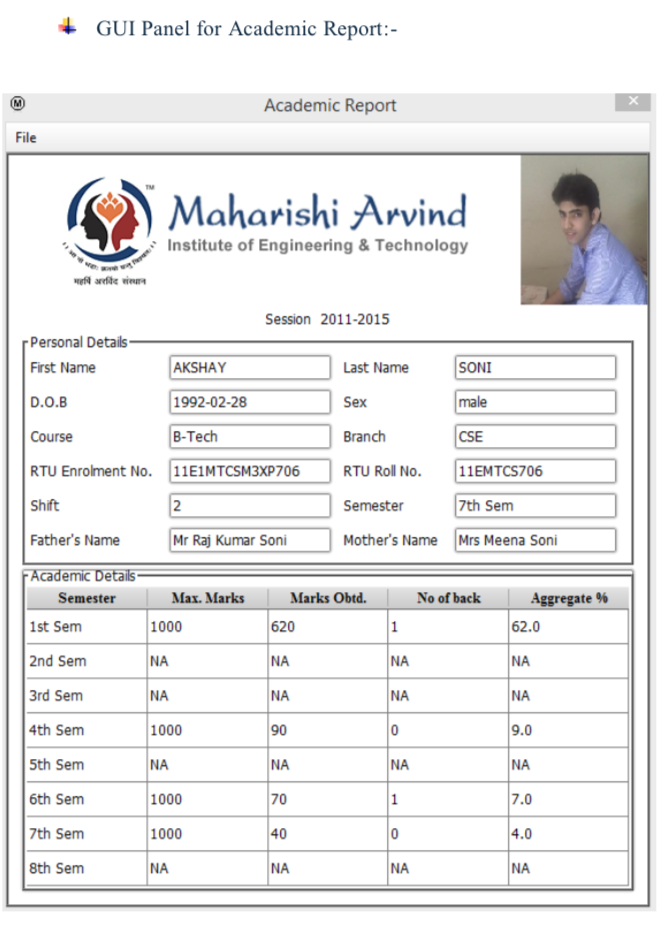 GUI Panel for Academic Report:-
M Academic Report
File
TM
Maharishi Arvind
Institute of Engineering & Technology
महर्षि अरविंद संस्थान
Session 2011-2015
Personal Details
First Name AKSHAY Last Name SONI
D.O.B 1992-02-28 Sex male
Course B-Tech Branch CSE
RTU Enrolment No. 11E1MTCSM3XP706 RTU Roll No. 11EMTCS706
Shift 2 Semester 7th Sem
Father's Name Mr Raj Kumar Soni Mother's Name Mrs Meena Soni
Academic Details
Semester Max. Marks Marks Obtd. No of back Aggregate %
1st Sem 1000 620 1 62.0
2nd Sem NA NA NA NA
3rd Sem NA NA NA NA
4th Sem 1000 90 0 9.0
5th Sem NA NA NA NA
6th Sem 1000 70 1 7.0
7th Sem 1000 40 0 4.0
8th Sem NA NA NA NA